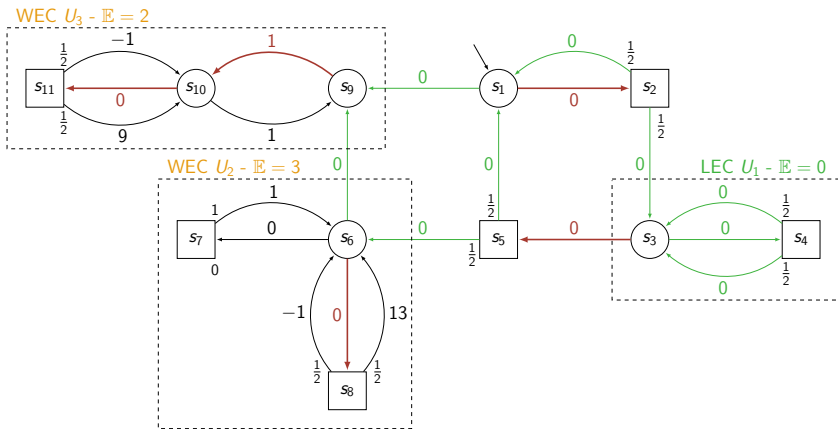 WEC U₃ - 𝔼 = 2
1/2 −1 1 0 1/2
s₁₁ 0 s₁₀ s₉ 0 s₁ 0 s₂
1/2 9 1 1/2
0 0 0
WEC U₂ - 𝔼 = 3 LEC U₁ - 𝔼 = 0
1 1 1/2 0 1/2
s₇ 0 s₆ 0 s₅ 0 s₃ 0 s₄
0 1/2 0 1/2
−1 0 13
1/2 1/2
s₈